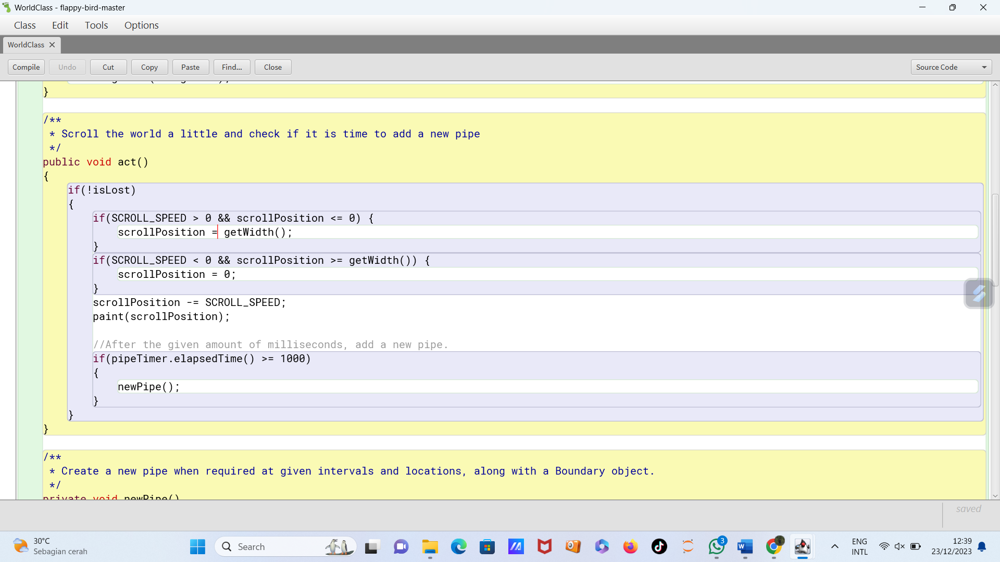 WorldClass - flappy-bird-master
Class Edit Tools Options
WorldClass
Compile Undo Cut Copy Paste Find... Close Source Code
}
/**
* Scroll the world a little and check if it is time to add a new pipe
*/
public void act()
{
if(!isLost)
{
if(SCROLL_SPEED > 0 && scrollPosition <= 0) {
scrollPosition = getWidth();
}
if(SCROLL_SPEED < 0 && scrollPosition >= getWidth()) {
scrollPosition = 0;
}
scrollPosition -= SCROLL_SPEED;
paint(scrollPosition);
//After the given amount of milliseconds, add a new pipe.
if(pipeTimer.elapsedTime() >= 1000)
{
newPipe();
}
}
}
/**
* Create a new pipe when required at given intervals and locations, along with a Boundary object.
*/
private void newPipe()
saved
30°C
Sebagian cerah
Search
3
ENG
INTL
12:39
23/12/2023